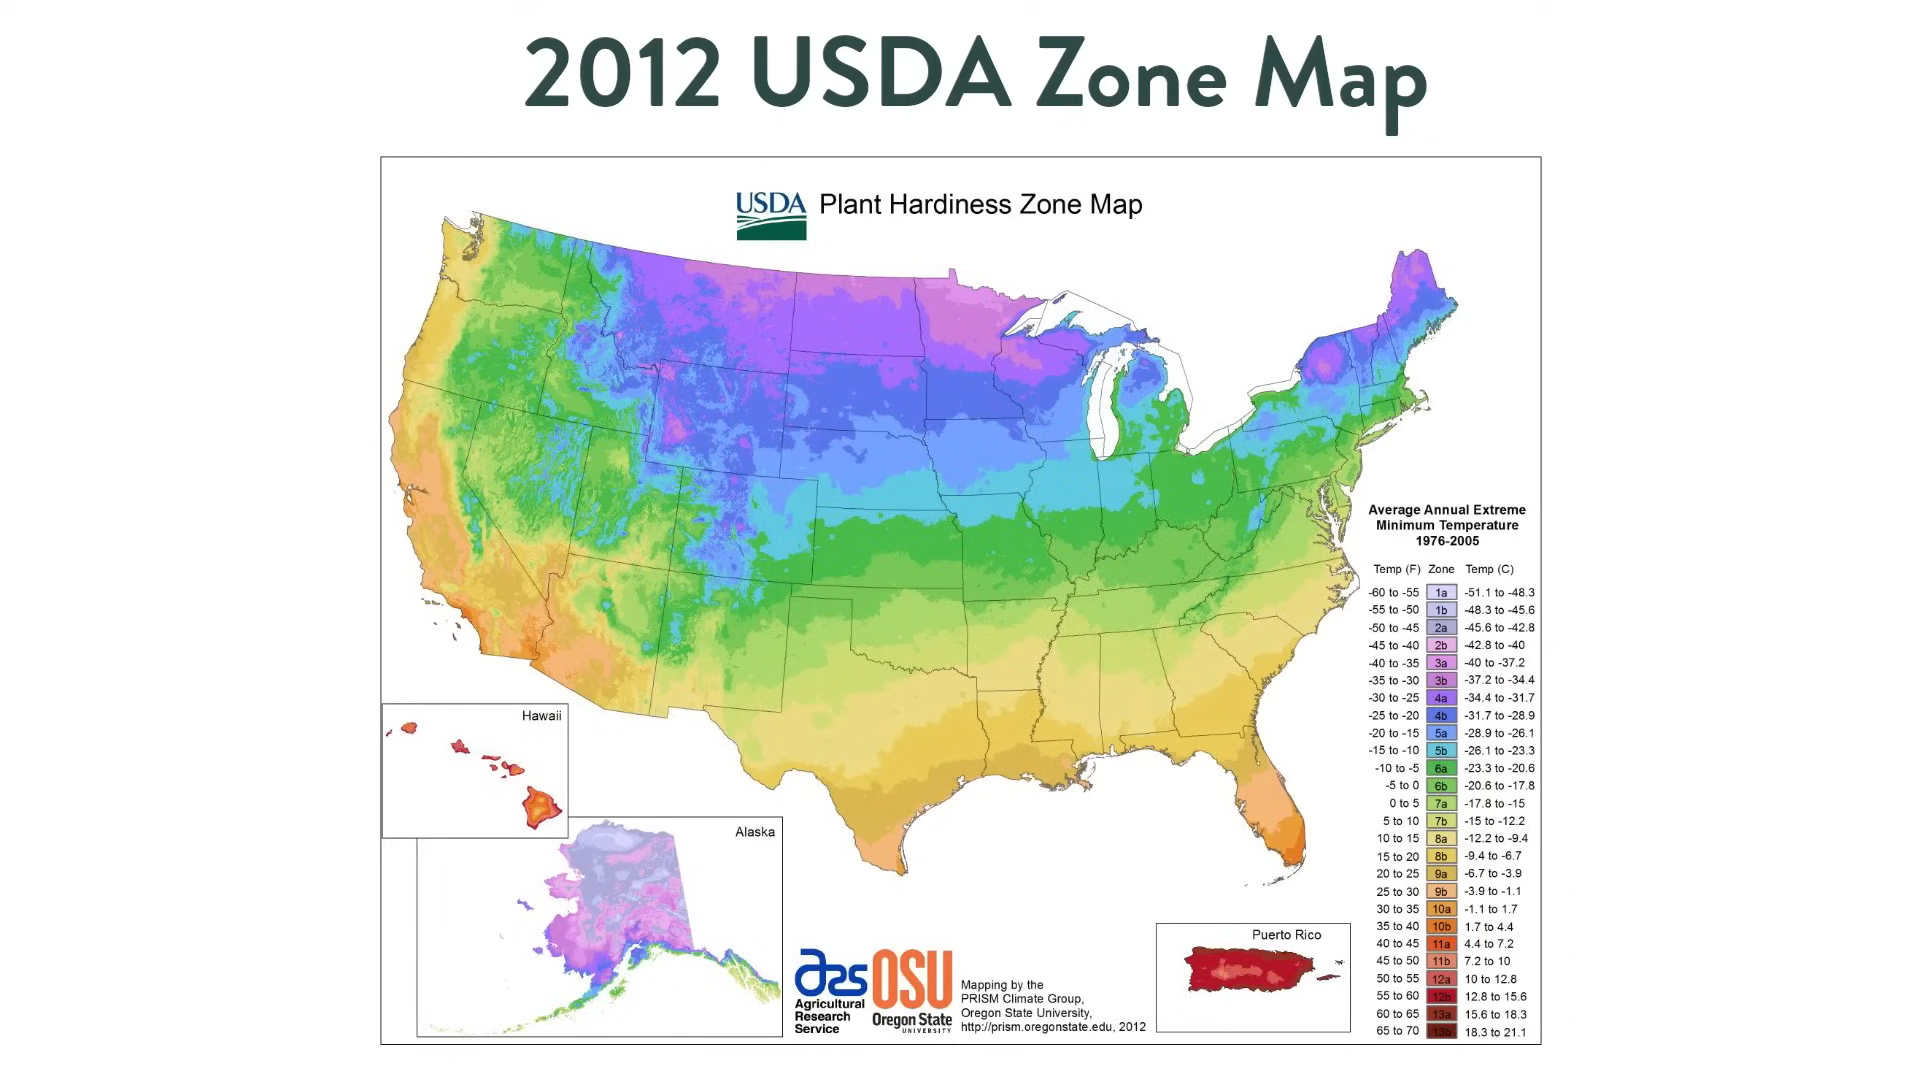 2012 USDA Zone Map
USDA
Plant Hardiness Zone Map
Average Annual Extreme
Minimum Temperature
1976-2005
Temp (F) Zone Temp (C)
-60 to -55 1a -51.1 to -48.3
-55 to -50 1b -48.3 to -45.6
-50 to -45 2a -45.6 to -42.8
-45 to -40 2b -42.8 to -40
-40 to -35 3a -40 to -37.2
-35 to -30 3b -37.2 to -34.4
-30 to -25 4a -34.4 to -31.7
-25 to -20 4b -31.7 to -28.9
-20 to -15 5a -28.9 to -26.1
-15 to -10 5b -26.1 to -23.3
-10 to -5 6a -23.3 to -20.6
-5 to 0 6b -20.6 to -17.8
0 to 5 7a -17.8 to -15
5 to 10 7b -15 to -12.2
10 to 15 8a -12.2 to -9.4
15 to 20 8b -9.4 to -6.7
20 to 25 9a -6.7 to -3.9
25 to 30 9b -3.9 to -1.1
30 to 35 10a -1.1 to 1.7
35 to 40 10b 1.7 to 4.4
40 to 45 11a 4.4 to 7.2
45 to 50 11b 7.2 to 10
50 to 55 12a 10 to 12.8
55 to 60 12b 12.8 to 15.6
60 to 65 13a 15.6 to 18.3
65 to 70 13b 18.3 to 21.1
Hawaii
Alaska
ars
Agricultural
Research
Service
OSU
Oregon State
UNIVERSITY
Mapping by the
PRISM Climate Group,
Oregon State University,
http://prism.oregonstate.edu, 2012
Puerto Rico